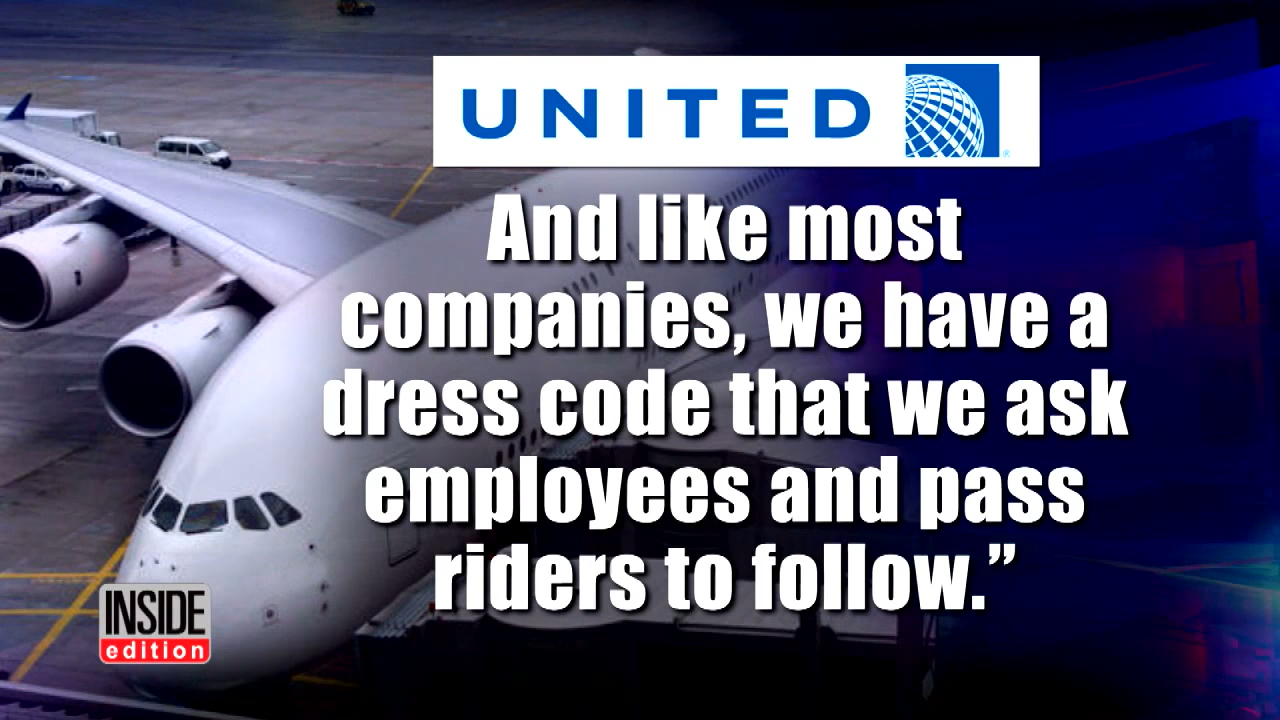 UNITED
And like most
companies, we have a
dress code that we ask
employees and pass
riders to follow.”
INSIDE
edition